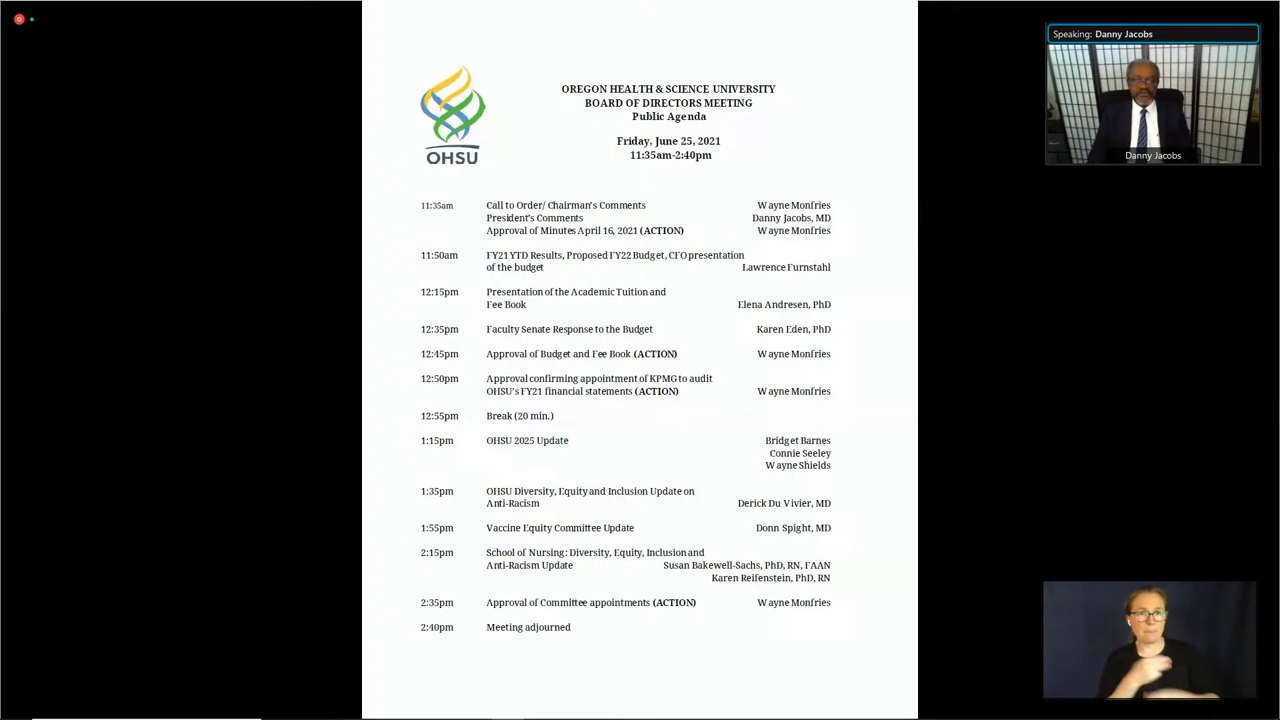 Speaking: Danny Jacobs
Danny Jacobs
OHSU
OREGON HEALTH & SCIENCE UNIVERSITY
BOARD OF DIRECTORS MEETING
Public Agenda
Friday, June 25, 2021
11:35am-2:40pm
11:35am Call to Order/ Chairman's Comments Wayne Monfries
President's Comments Danny Jacobs, MD
Approval of Minutes April 16, 2021 (ACTION) Wayne Monfries
11:50am FY21 YTD Results, Proposed FY22 Budget, CFO presentation
of the budget Lawrence Furnstahl
12:15pm Presentation of the Academic Tuition and
Fee Book Elena Andresen, PhD
12:35pm Faculty Senate Response to the Budget Karen Eden, PhD
12:45pm Approval of Budget and Fee Book (ACTION) Wayne Monfries
12:50pm Approval confirming appointment of KPMG to audit
OHSU's FY21 financial statements (ACTION) Wayne Monfries
12:55pm Break (20 min.)
1:15pm OHSU 2025 Update Bridget Barnes
Connie Seeley
Wayne Shields
1:35pm OHSU Diversity, Equity and Inclusion Update on
Anti-Racism Derick Du Vivier, MD
1:55pm Vaccine Equity Committee Update Donn Spight, MD
2:15pm School of Nursing: Diversity, Equity, Inclusion and
Anti-Racism Update Susan Bakewell-Sachs, PhD, RN, FAAN
Karen Reifenstein, PhD, RN
2:35pm Approval of Committee appointments (ACTION) Wayne Monfries
2:40pm Meeting adjourned